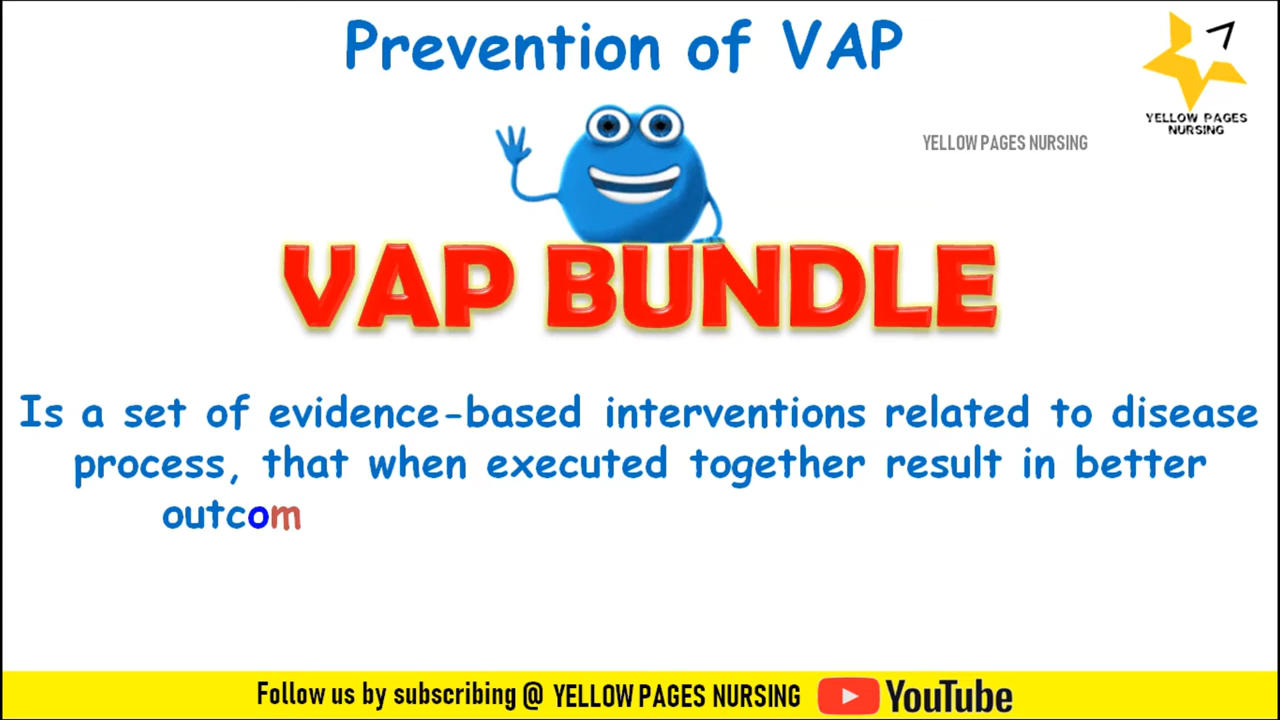 Prevention of VAP
YELLOW PAGES
NURSING
YELLOW PAGES NURSING
VAP BUNDLE
Is a set of evidence-based interventions related to disease
process, that when executed together result in better
outcom
Follow us by subscribing @ YELLOW PAGES NURSING YouTube